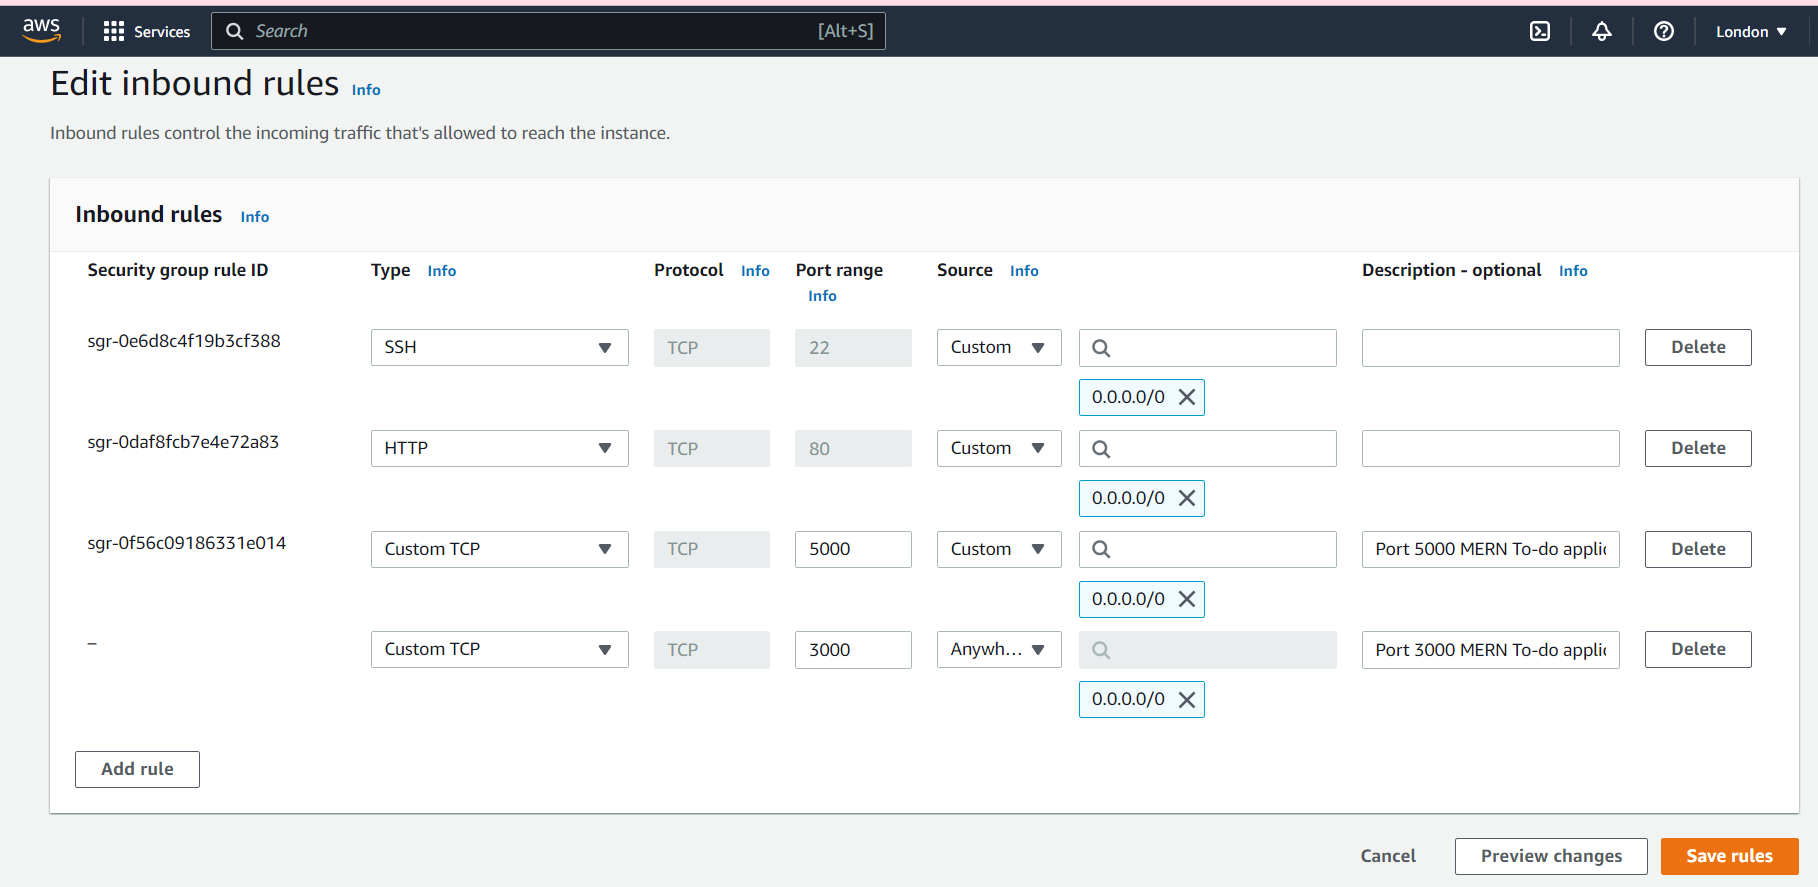 aws Services Search [Alt+S] London
Edit inbound rules Info
Inbound rules control the incoming traffic that's allowed to reach the instance.
Inbound rules Info
Security group rule ID Type Info Protocol Info Port range Info Source Info Description - optional Info
sgr-0e6d8c4f19b3cf388 SSH TCP 22 Custom Delete
0.0.0.0/0
sgr-0daf8fcb7e4e72a83 HTTP TCP 80 Custom Delete
0.0.0.0/0
sgr-0f56c09186331e014 Custom TCP TCP 5000 Custom Port 5000 MERN To-do applic Delete
0.0.0.0/0
– Custom TCP TCP 3000 Anywh... Port 3000 MERN To-do applic Delete
0.0.0.0/0
Add rule
Cancel Preview changes Save rules